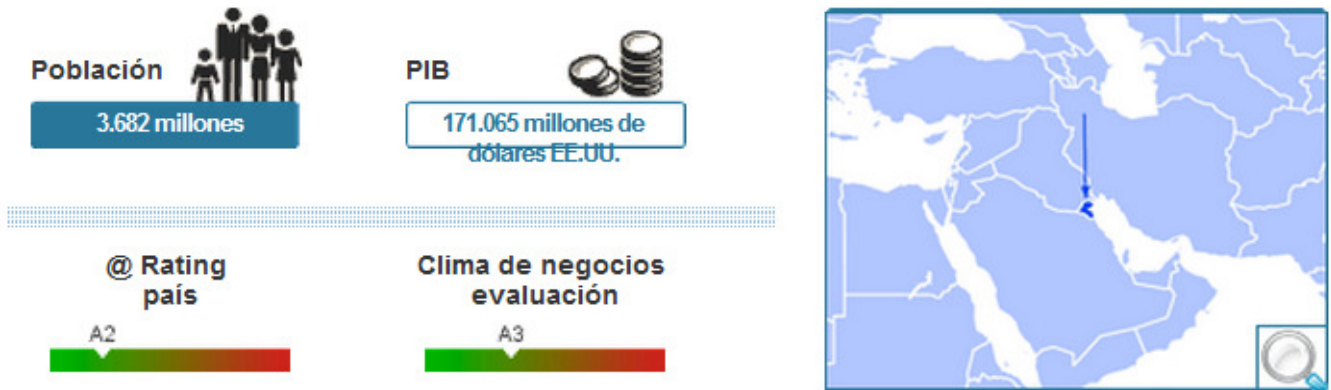 Población
3.682 millones
PIB
171.065 millones de
dólares EE.UU.
@ Rating
país
A2
Clima de negocios
evaluación
A3